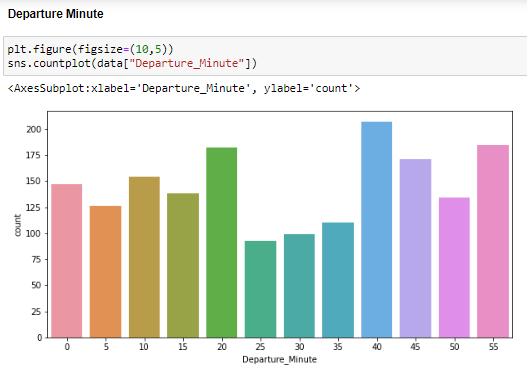 Departure Minute
plt.figure(figsize=(10,5))
sns.countplot(data["Departure_Minute"])
<AxesSubplot:xlabel='Departure_Minute', ylabel='count'>
200
175
150
125
100
75
50
25
0
count
0 5 10 15 20 25 30 35 40 45 50 55
Departure_Minute